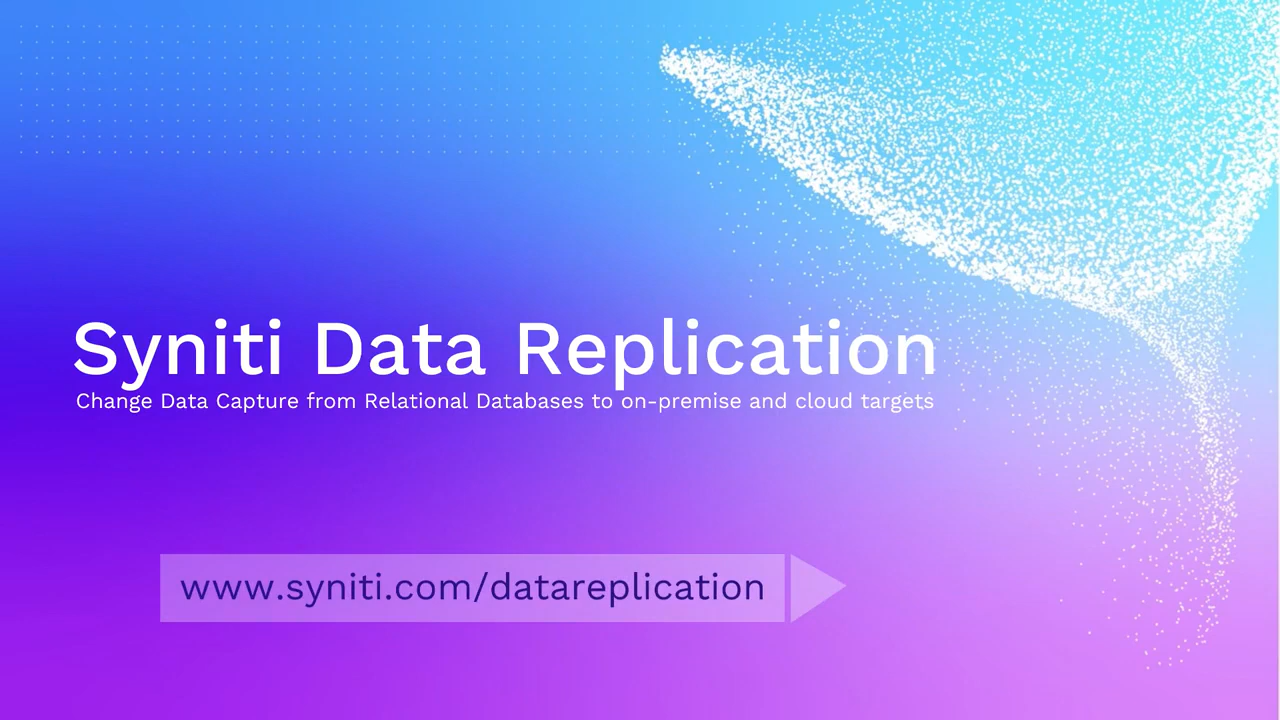 Syniti Data Replication
Change Data Capture from Relational Databases to on-premise and cloud targets
www.syniti.com/datareplication